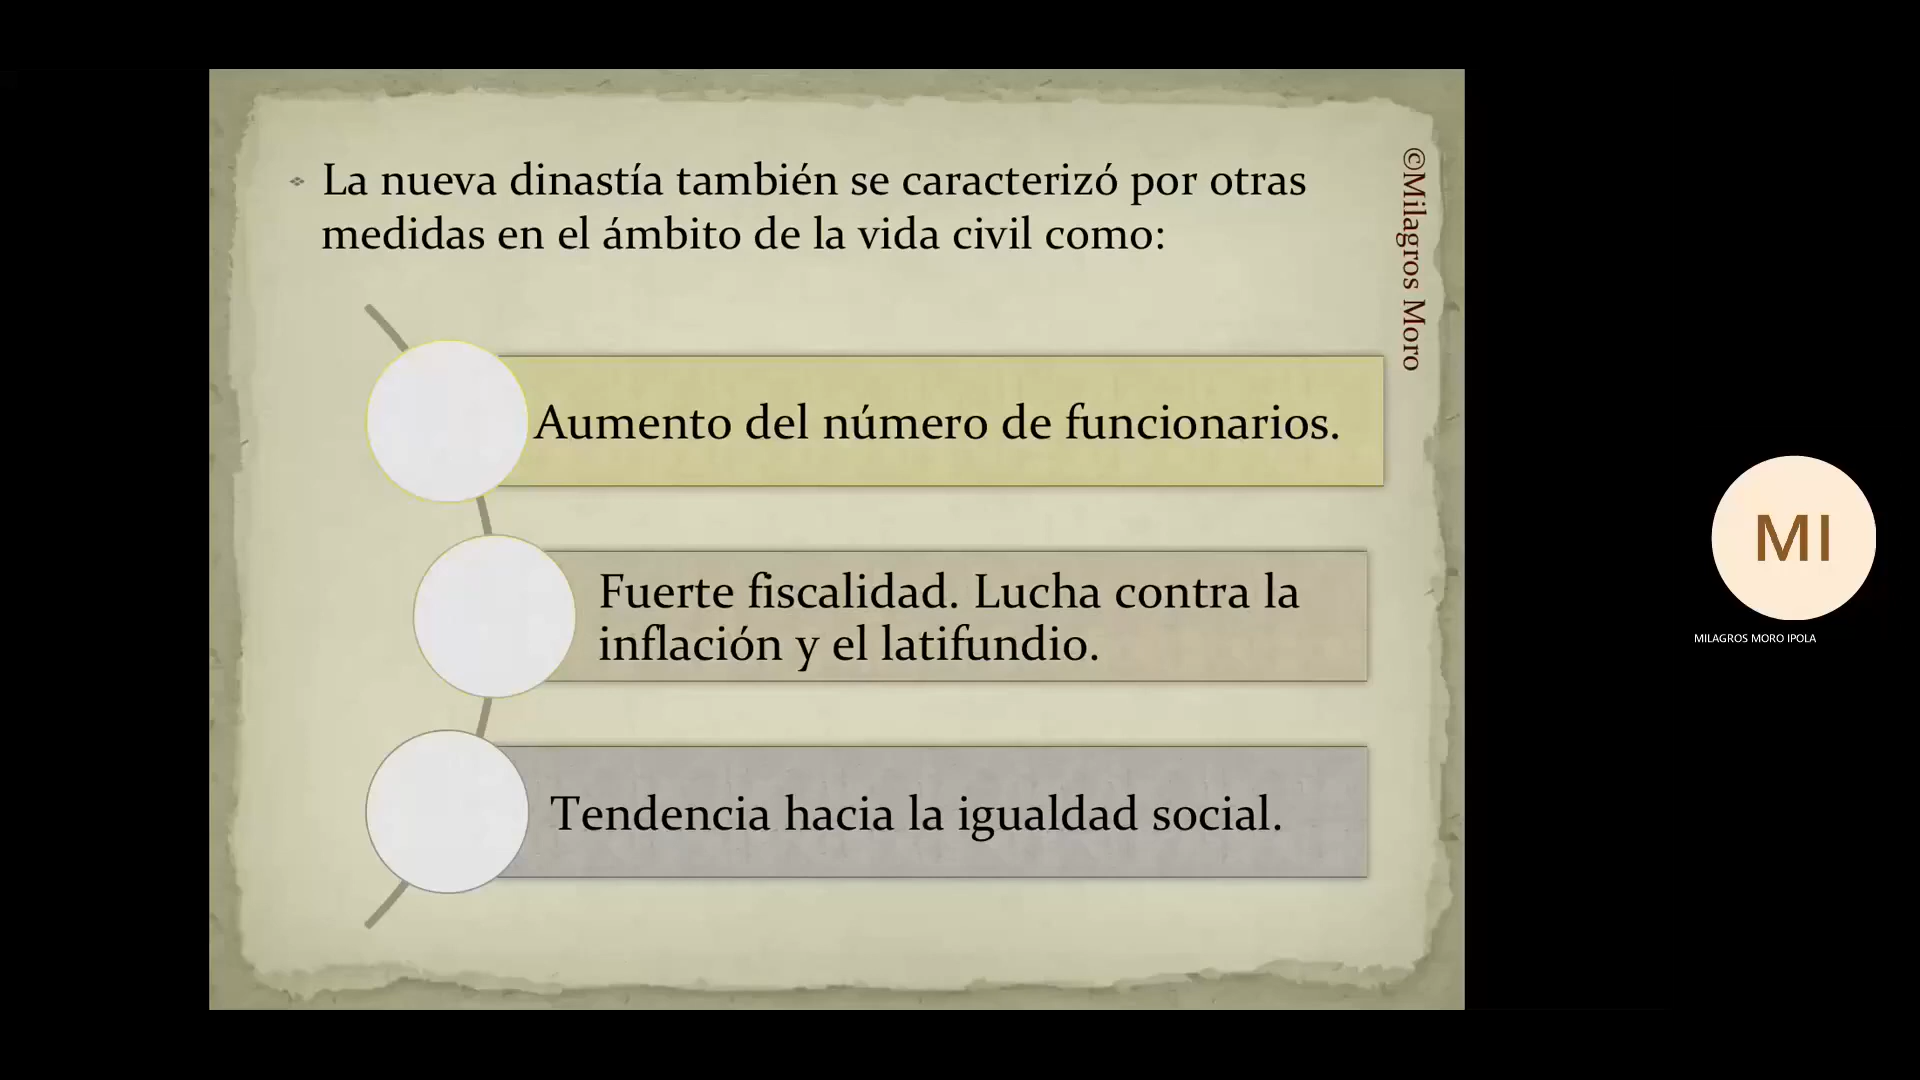 La nueva dinastía también se caracterizó por otras
medidas en el ámbito de la vida civil como:
©Milagros Moro
Aumento del número de funcionarios.
Fuerte fiscalidad. Lucha contra la
inflación y el latifundio.
Tendencia hacia la igualdad social.
MI
MILAGROS MORO IPOLA